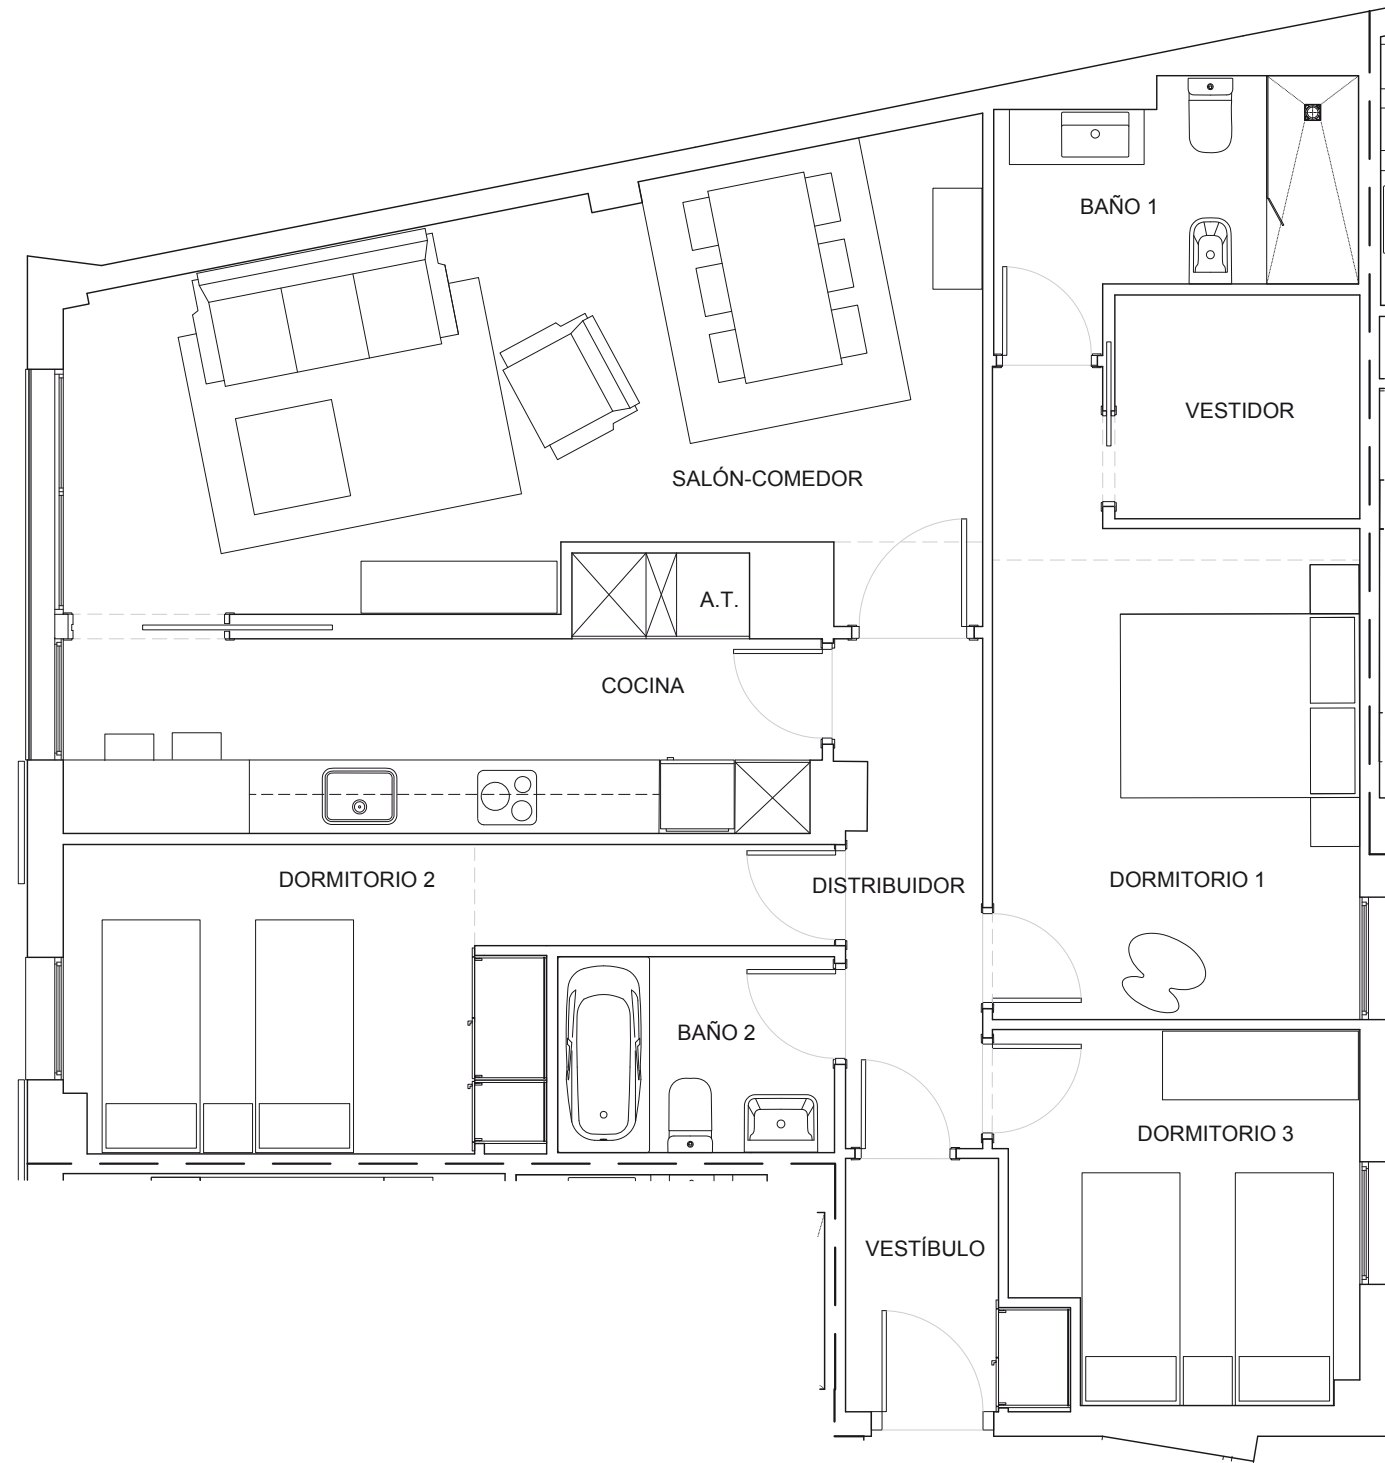 BAÑO 1
VESTIDOR
SALÓN-COMEDOR
A.T.
COCINA
DORMITORIO 2
DISTRIBUIDOR
DORMITORIO 1
BAÑO 2
DORMITORIO 3
VESTÍBULO